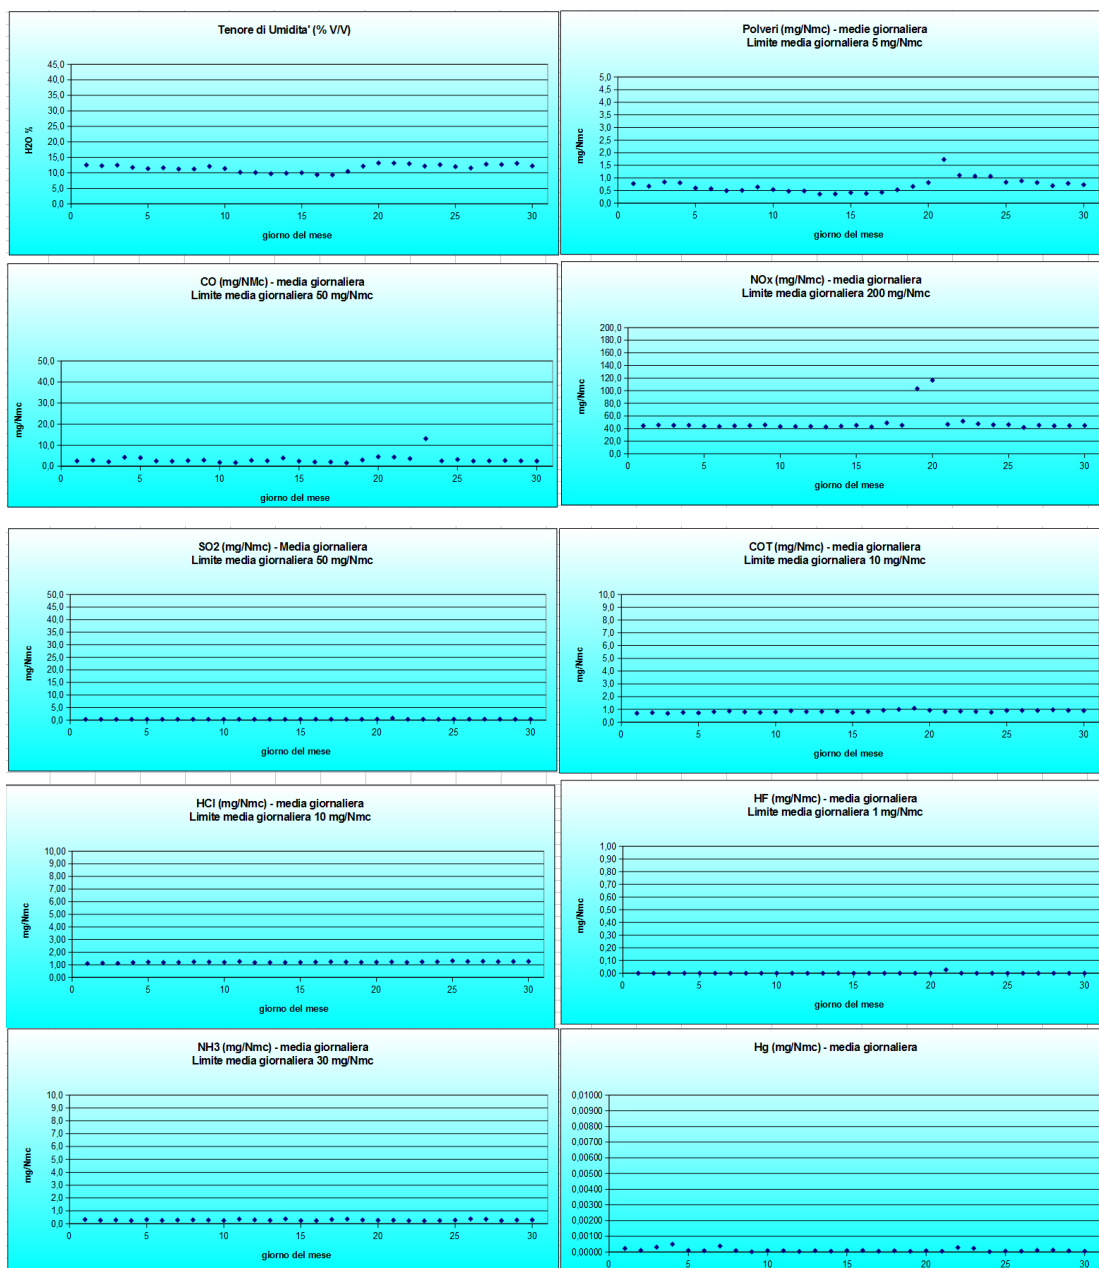 Tenore di Umidita' (% V/V)
45,0
40,0
35,0
30,0
25,0
20,0
15,0
10,0
5,0
0,0
H2O %
0 5 10 15 20 25 30
giorno del mese
Polveri (mg/Nmc) - medie giornaliera
Limite media giornaliera 5 mg/Nmc
5,0
4,5
4,0
3,5
3,0
2,5
2,0
1,5
1,0
0,5
0,0
mg/Nmc
0 5 10 15 20 25 30
giorno del mese
CO (mg/NMc) - media giornaliera
Limite media giornaliera 50 mg/Nmc
50,0
40,0
30,0
20,0
10,0
0,0
mg/Nmc
0 5 10 15 20 25 30
giorno del mese
NOx (mg/Nmc) - media giornaliera
Limite media giornaliera 200 mg/Nmc
200,0
180,0
160,0
140,0
120,0
100,0
80,0
60,0
40,0
20,0
0,0
mg/Nmc
0 5 10 15 20 25 30
giorno del mese
SO2 (mg/Nmc) - Media giornaliera
Limite media giornaliera 50 mg/Nmc
50,0
45,0
40,0
35,0
30,0
25,0
20,0
15,0
10,0
5,0
0,0
mg/Nmc
0 5 10 15 20 25 30
giorno del mese
COT (mg/Nmc) - media giornaliera
Limite media giornaliera 10 mg/Nmc
10,0
9,0
8,0
7,0
6,0
5,0
4,0
3,0
2,0
1,0
0,0
mg/Nmc
0 5 10 15 20 25 30
giorno del mese
HCl (mg/Nmc) - media giornaliera
Limite media giornaliera 10 mg/Nmc
10,00
9,00
8,00
7,00
6,00
5,00
4,00
3,00
2,00
1,00
0,00
mg/Nmc
0 5 10 15 20 25 30
giorno del mese
HF (mg/Nmc) - media giornaliera
Limite media giornaliera 1 mg/Nmc
1,00
0,90
0,80
0,70
0,60
0,50
0,40
0,30
0,20
0,10
0,00
mg/Nmc
0 5 10 15 20 25 30
giorno del mese
NH3 (mg/Nmc) - media giornaliera
Limite media giornaliera 30 mg/Nmc
10,0
9,0
8,0
7,0
6,0
5,0
4,0
3,0
2,0
1,0
0,0
mg/Nmc
0 5 10 15 20 25 30
giorno del mese
Hg (mg/Nmc) - media giornaliera
0,01000
0,00900
0,00800
0,00700
0,00600
0,00500
0,00400
0,00300
0,00200
0,00100
0,00000
mg/Nmc
0 5 10 15 20 25 30
giorno del mese